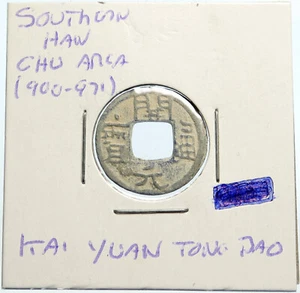 SOUTHERN
HAN
CHU AREA
(900-971)
開元通寶
KAI YUAN TONG BAO